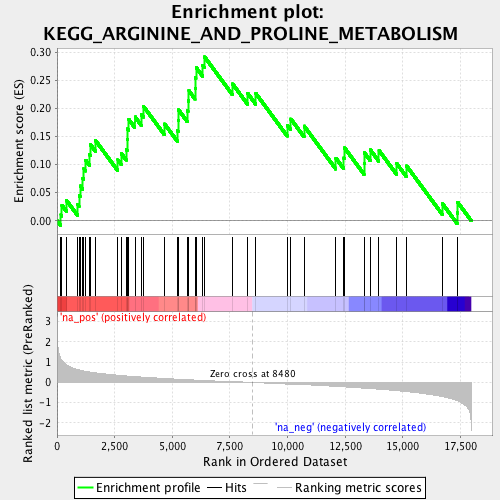 Enrichment plot:
KEGG_ARGININE_AND_PROLINE_METABOLISM
Enrichment score (ES)
0.30
0.25
0.20
0.15
0.10
0.05
0.00
'na_pos' (positively correlated)
Ranked list metric (PreRanked)
3
2
1
0
-1
-2
Zero cross at 8480
'na_neg' (negatively correlated)
0
2,500
5,000
7,500
10,000
12,500
15,000
17,500
Rank in Ordered Dataset
Enrichment profile
Hits
Ranking metric scores